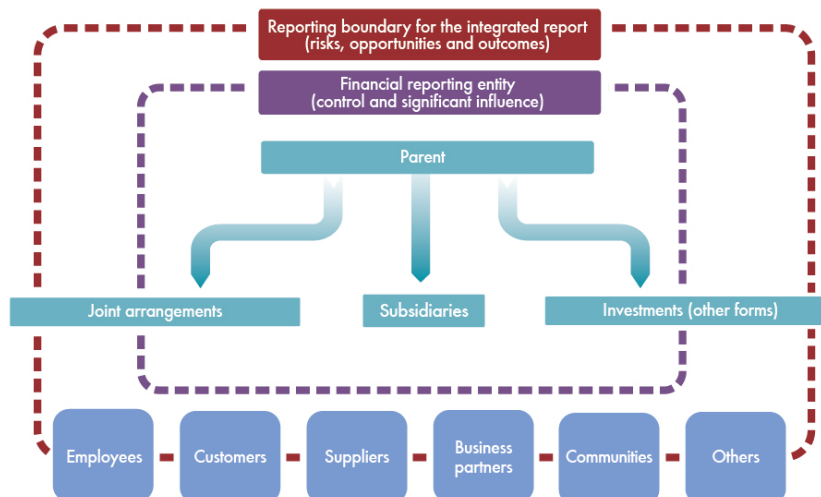 Reporting boundary for the integrated report
(risks, opportunities and outcomes)
Financial reporting entity
(control and significant influence)
Parent
Joint arrangements
Subsidiaries
Investments (other forms)
Employees
Customers
Suppliers
Business
partners
Communities
Others